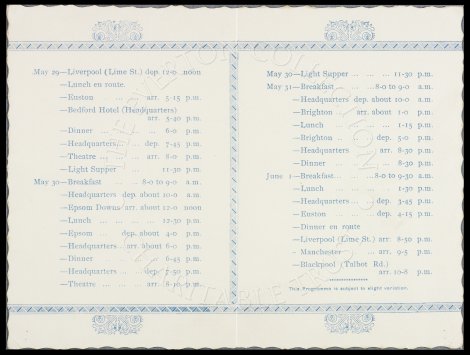 May 29—Liverpool (Lime St.) dep. 12-0 noon
—Lunch en route.
—Euston ... arr. 5-15 p.m.
—Bedford Hotel (Headquarters)
arr. 5-40 p.m.
—Dinner ... ... 6-0 p.m.
—Headquarters ... dep. 7-45 p.m.
—Theatre ... ... arr. 8-0 p.m.
—Light Supper ... 11-30 p.m.
May 30—Breakfast ... 8-0 to 9-0 a.m.
—Headquarters dep. about 10-0 a.m.
—Epsom Downs arr. about 12-0 noon
—Lunch ... ... ... 12-30 p.m.
—Epsom ... dep. about 4-0 p.m.
—Headquarters ... arr. about 6-0 p.m.
—Dinner ... ... ... 6-45 p.m.
—Headquarters ... dep. 7-50 p.m.
—Theatre ... ... arr. 8-10 p.m.
May 30—Light Supper ... ... 11-30 p.m.
May 31—Breakfast ... ... 8-0 to 9-0 a.m.
—Headquarters dep. about 10-0 a.m.
—Brighton ... arr. about 1-0 p.m.
—Lunch ... ... ... 1-15 p.m.
—Brighton ... ... dep. 5-0 p.m.
—Headquarters arr. 8-30 p.m.
—Dinner ... ... 8-30 p.m.
June 1—Breakfast ... ... 8-0 to 9-30 a.m.
—Lunch ... ... ... 1-30 p.m.
—Headquarters ... dep. 3-45 p.m.
—Euston ... ... dep. 4-15 p.m.
—Dinner en route
—Liverpool (Lime St.) arr. 8-50 p.m.
—Manchester ... arr. 9-5 p.m.
—Blackpool (Talbot Rd.)
arr. 10-8 p.m.
This Programme is subject to slight variation.
EVERTON COLLECTION
CHARITABLE TRUST